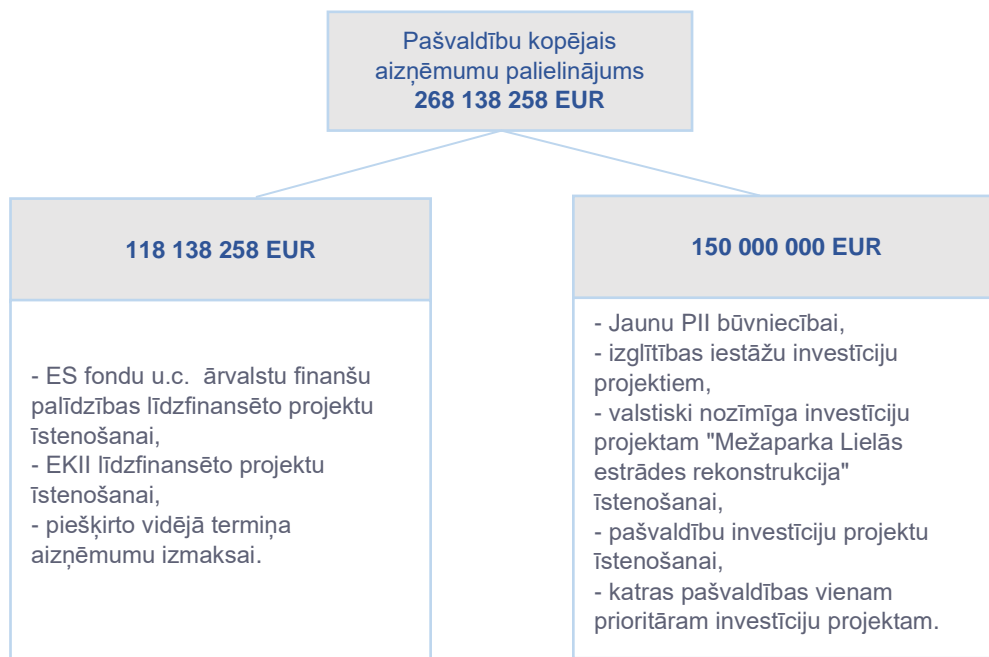 Pašvaldību kopējais
aizņēmumu palielinājums
268 138 258 EUR
118 138 258 EUR
- ES fondu u.c. ārvalstu finanšu
palīdzības līdzfinansēto projektu
īstenošanai,
- EKII līdzfinansēto projektu
īstenošanai,
- piešķirto vidējā termiņa
aizņēmumu izmaksai.
150 000 000 EUR
- Jaunu PII būvniecībai,
- izglītības iestāžu investīciju
projektiem,
- valstiski nozīmīga investīciju
projektam "Mežaparka Lielās
estrādes rekonstrukcija"
īstenošanai,
- pašvaldību investīciju projektu
īstenošanai,
- katras pašvaldības vienam
prioritāram investīciju projektam.